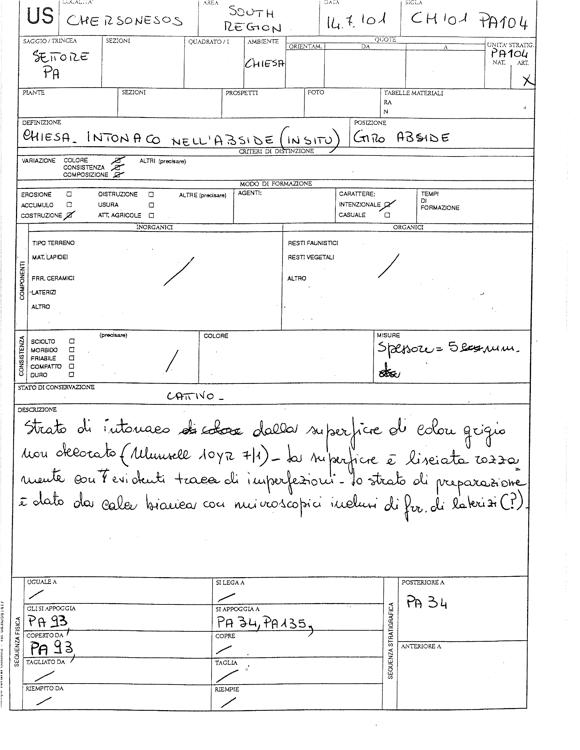 US LOCALITA' CHERSONESOS AREA SOUTH REGION DATA 14.7.101 SIGLA CH101 PA104
SAGGIO / TRINCEA SETTORE PA SEZIONI QUADRATO / I AMBIENTE CHIESA QUOTE ORIENTAM. DA A UNITA' STRATIG. PA104 NAT. ART. X
PIANTE SEZIONI PROSPETTI FOTO TABELLE MATERIALI
RA
N
DEFINIZIONE POSIZIONE
CHIESA. INTONACO NELL'ABSIDE (IN SITU) GIRO ABSIDE
CRITERI DI DISTINZIONE
VARIAZIONE COLORE ALTRI (precisare)
CONSISTENZA
COMPOSIZIONE
MODO DI FORMAZIONE
EROSIONE DISTRUZIONE ALTRE (precisare) AGENTI: CARATTERE: TEMPI
ACCUMULO USURA INTENZIONALE DI
COSTRUZIONE ATT. AGRICOLE CASUALE FORMAZIONE
COMPONENTI
INORGANICI ORGANICI
TIPO TERRENO RESTI FAUNISTICI
MAT. LAPIDEI RESTI VEGETALI
FRR. CERAMICI ALTRO
LATERIZI
ALTRO
CONSISTENZA
(precisare) COLORE MISURE
SCIOLTO
MORBIDO
FRIABILE
COMPATTO
DURO
Spessore = 5 mm.
STATO DI CONSERVAZIONE
CATTIVO -
DESCRIZIONE
Strato di intonaco dalla superficie di colore grigio
non decorato (Munsell 10YR 7/1) - La superficie è lisciata rozza
mente con evidenti tracce di imperfezioni - Lo strato di preparazione
è dato da calce bianca con microscopici inclusi di frr. di laterizi (?).
SEQUENZA FISICA
UGUALE A / SI LEGA A /
GLI SI APPOGGIA PA 93, SI APPOGGIA A PA 34, PA135,
COPERTO DA PA 93, COPRE /
TAGLIATO DA / TAGLIA /
RIEMPITO DA / RIEMPIE /
SEQUENZA STRATIGRAFICA
POSTERIORE A
PA 34
ANTERIORE A